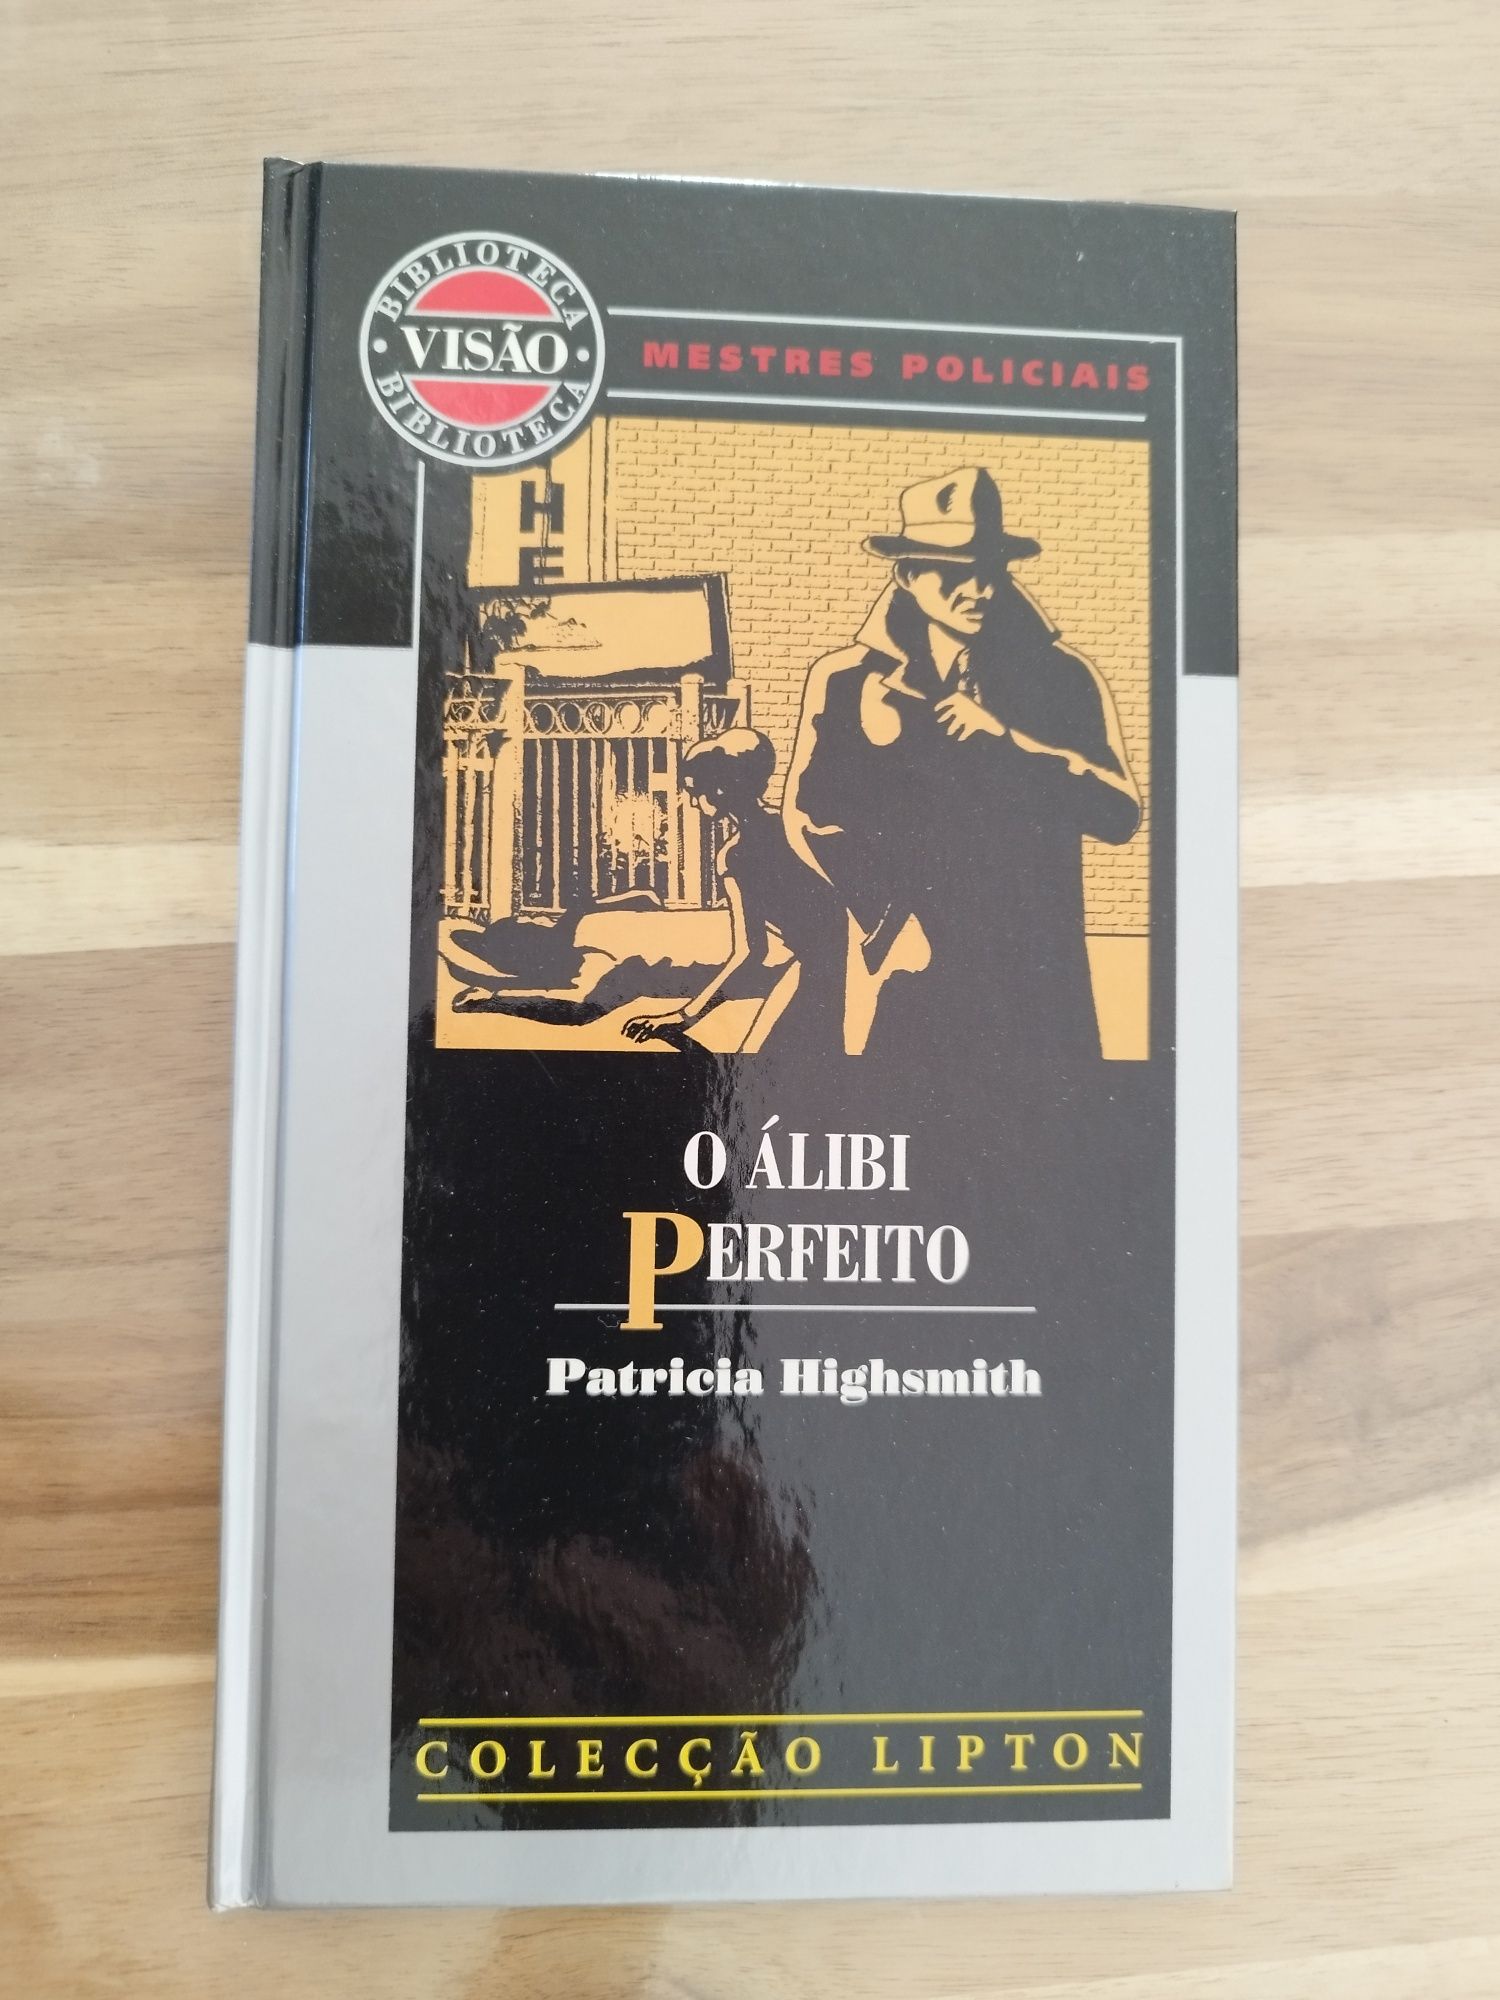 BIBLIOTECA
VISÃO
BIBLIOTECA
MESTRES POLICIAIS
H
E
O ÁLIBI
PERFEITO
Patricia Highsmith
COLECÇÃO LIPTON